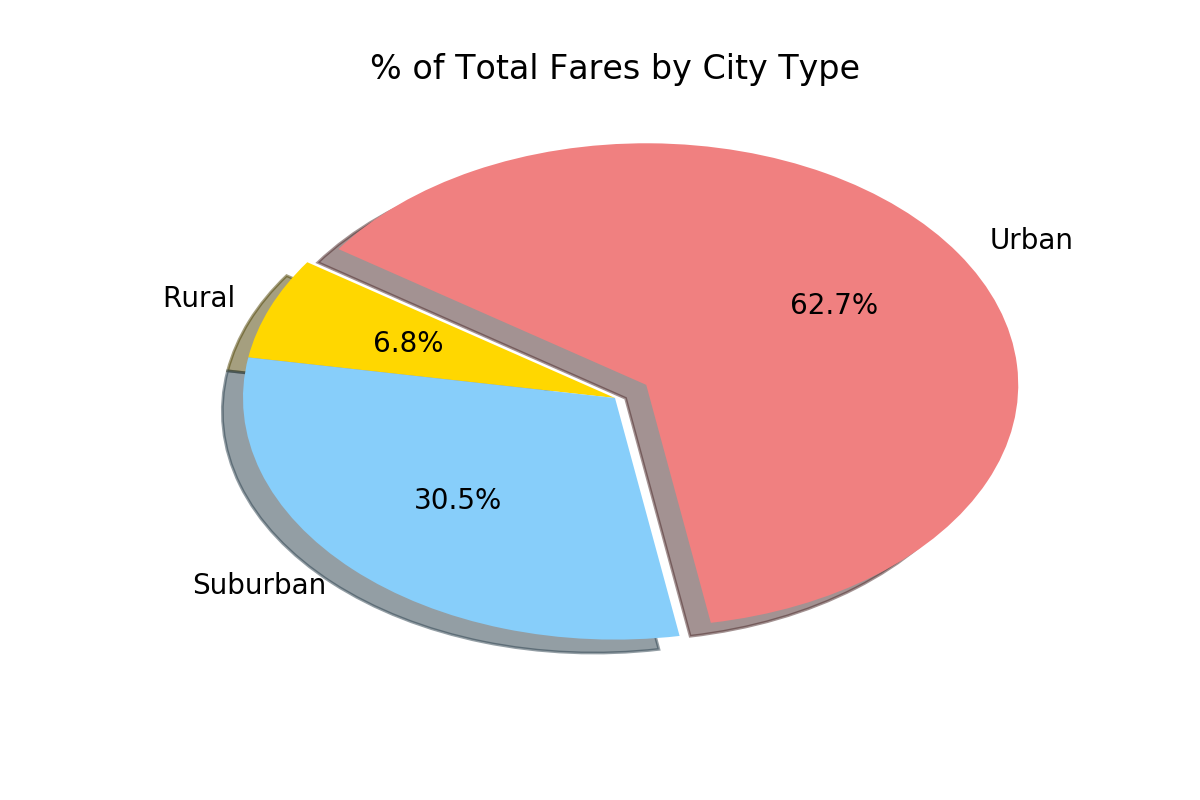 % of Total Fares by City Type
Urban
62.7%
Rural
6.8%
30.5%
Suburban